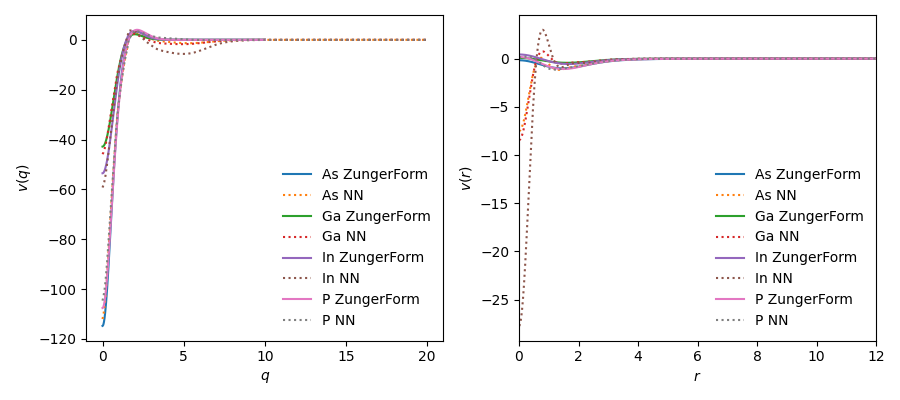 0
−20
−40
−60
−80
−100
−120
v(q)
0
5
10
15
20
q
As ZungerForm
As NN
Ga ZungerForm
Ga NN
In ZungerForm
In NN
P ZungerForm
P NN
0
−5
−10
−15
−20
−25
v(r)
0
2
4
6
8
10
12
r
As ZungerForm
As NN
Ga ZungerForm
Ga NN
In ZungerForm
In NN
P ZungerForm
P NN